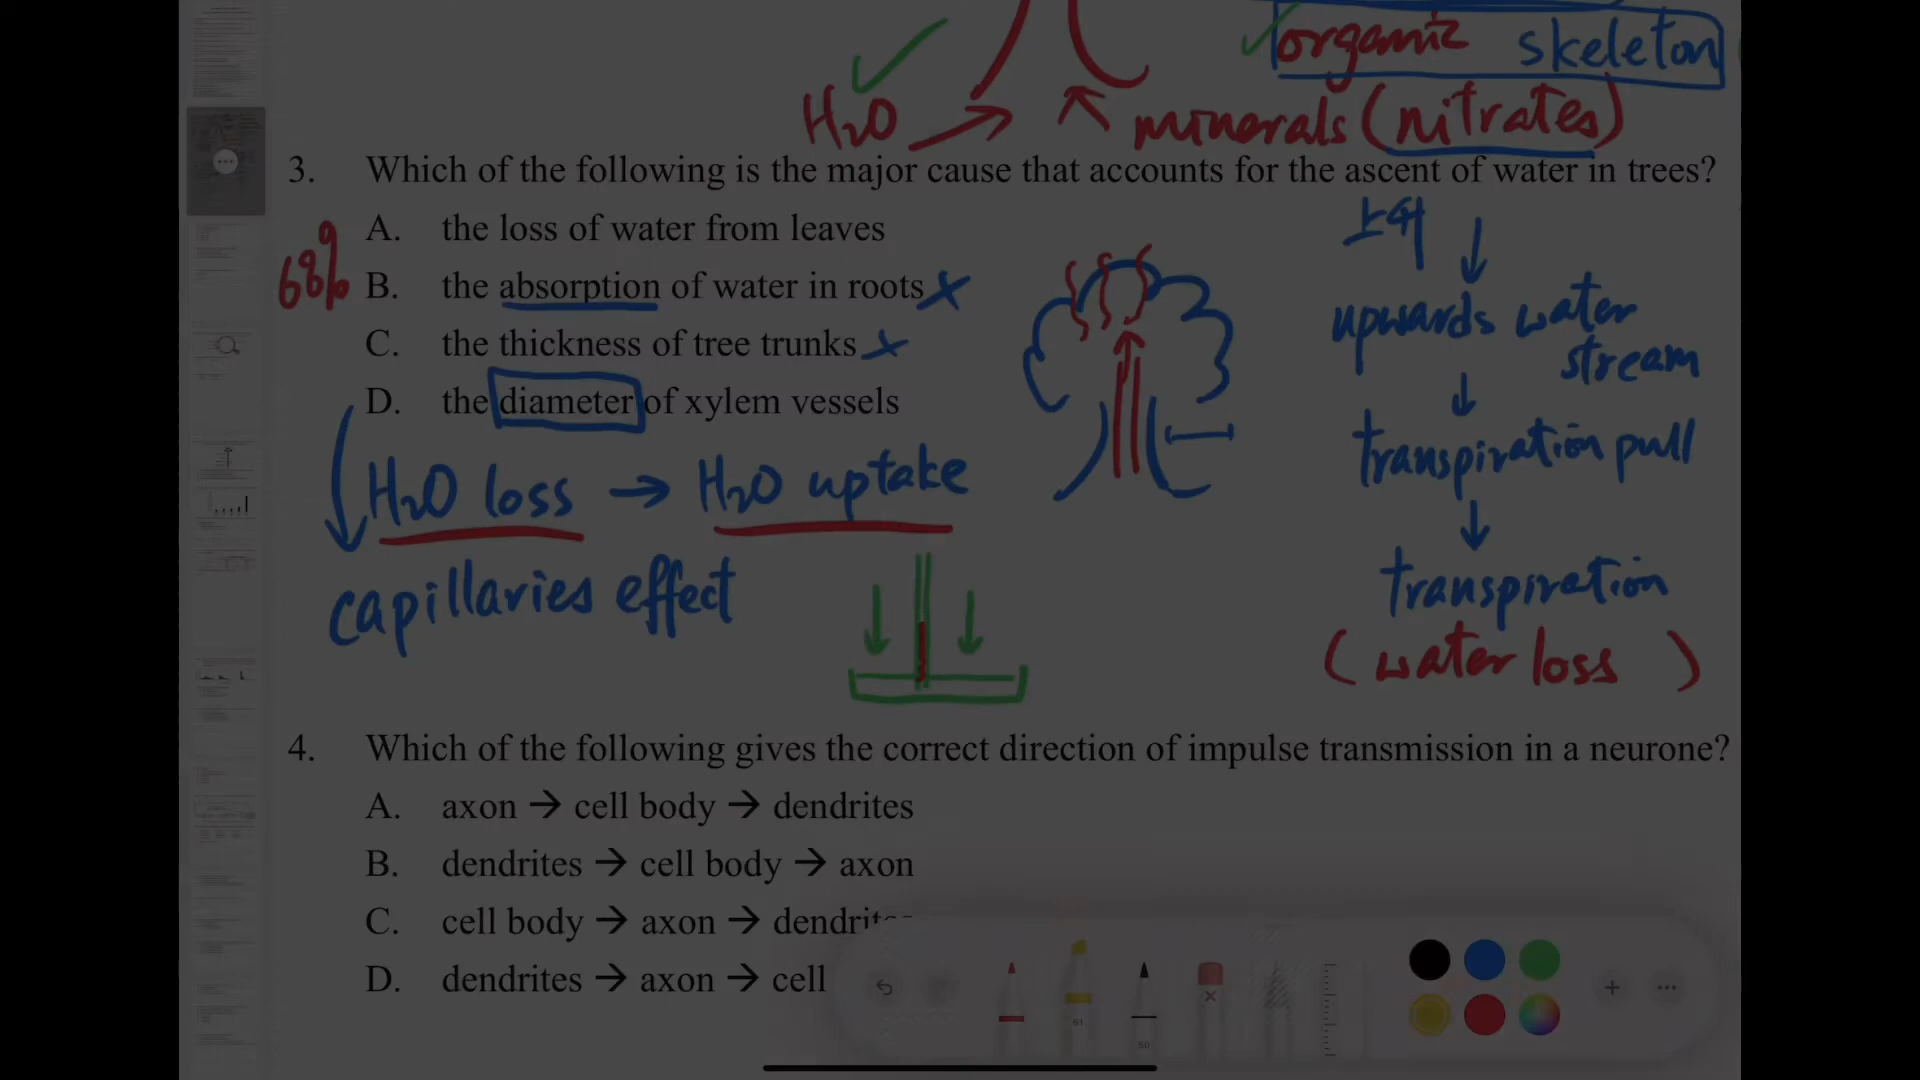 organic skeleton
H₂O minerals (nitrates)
3. Which of the following is the major cause that accounts for the ascent of water in trees?
A. the loss of water from leaves
68%
B. the absorption of water in roots
C. the thickness of tree trunks
D. the diameter of xylem vessels
H₂O loss → H₂O uptake
capillaries effect
upwards water
stream
↓
transpiration pull
↓
transpiration
(water loss)
4. Which of the following gives the correct direction of impulse transmission in a neurone?
A. axon → cell body → dendrites
B. dendrites → cell body → axon
C. cell body → axon → dendrites
D. dendrites → axon → cell
61
50